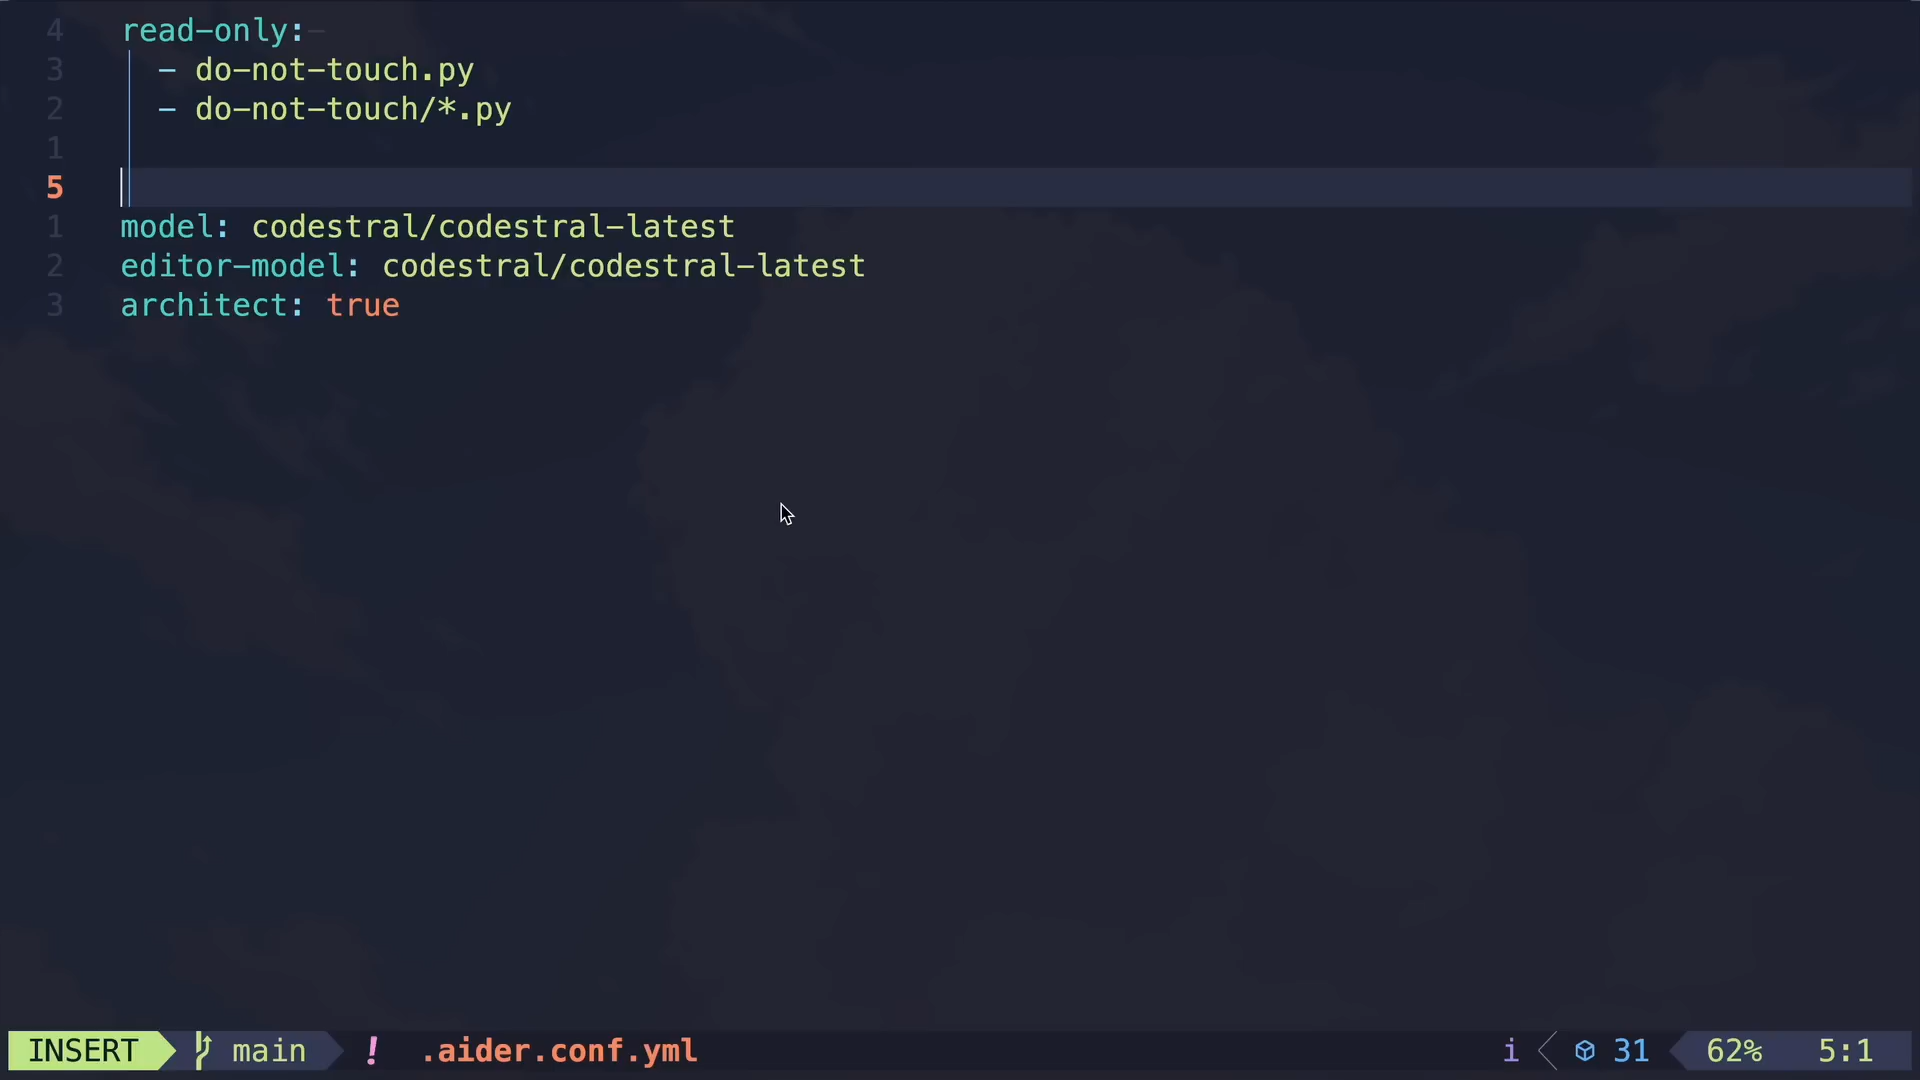 4 read-only:
3 - do-not-touch.py
2 - do-not-touch/*.py
1
5
1 model: codestral/codestral-latest
2 editor-model: codestral/codestral-latest
3 architect: true
INSERT main ! .aider.conf.yml i 31 62% 5:1